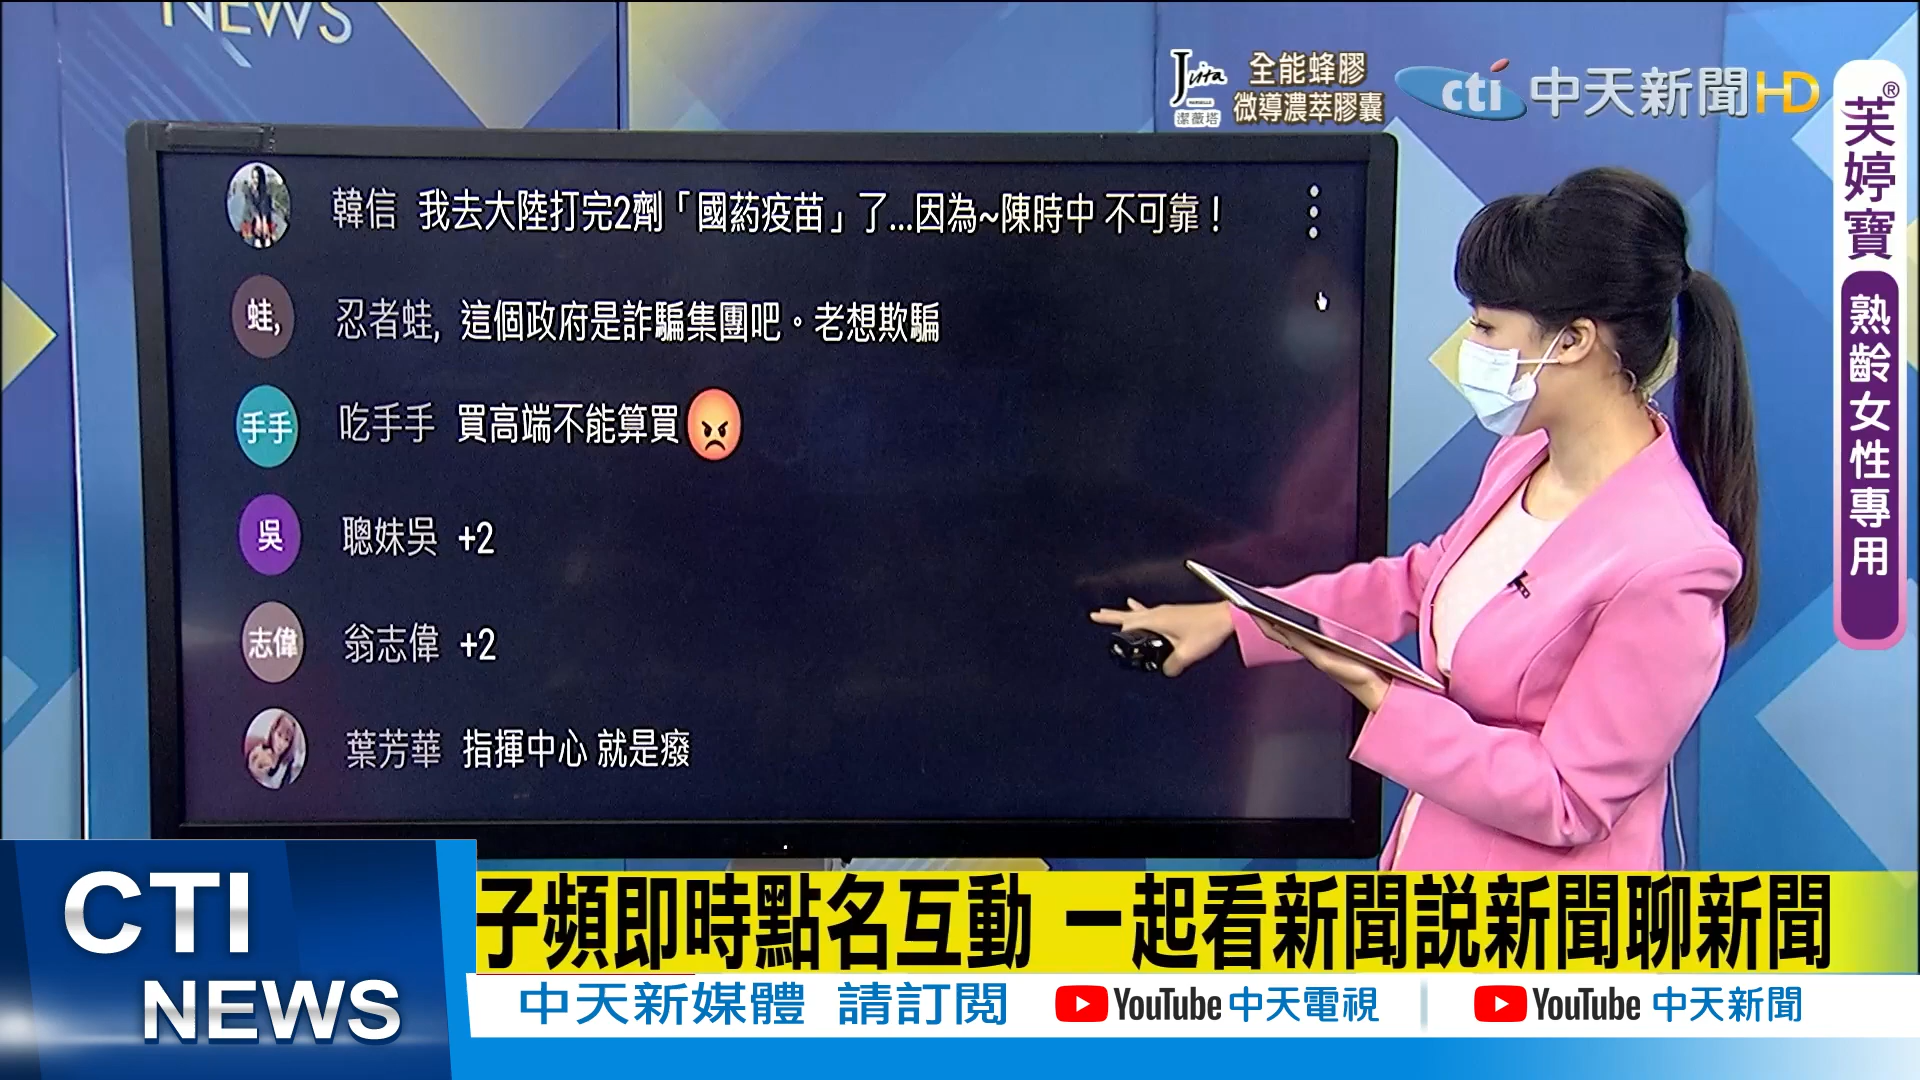 NEWS
Jvita
MARSEILLE
潔薇塔
全能蜂膠
微導濃萃膠囊
cti 中天新聞HD
芙婷寶®
熟齡女性專用
韓信 我去大陸打完2劑「國葯疫苗」了...因為~陳時中 不可靠！
蛙,
忍者蛙, 這個政府是詐騙集團吧。老想欺騙
手手
吃手手 買高端不能算買😡
吳
聰妹吳 +2
志偉
翁志偉 +2
葉芳華 指揮中心 就是癈
CTI
NEWS
子頻即時點名互動 一起看新聞説新聞聊新聞
中天新媒體 請訂閱 YouTube 中天電視 YouTube 中天新聞